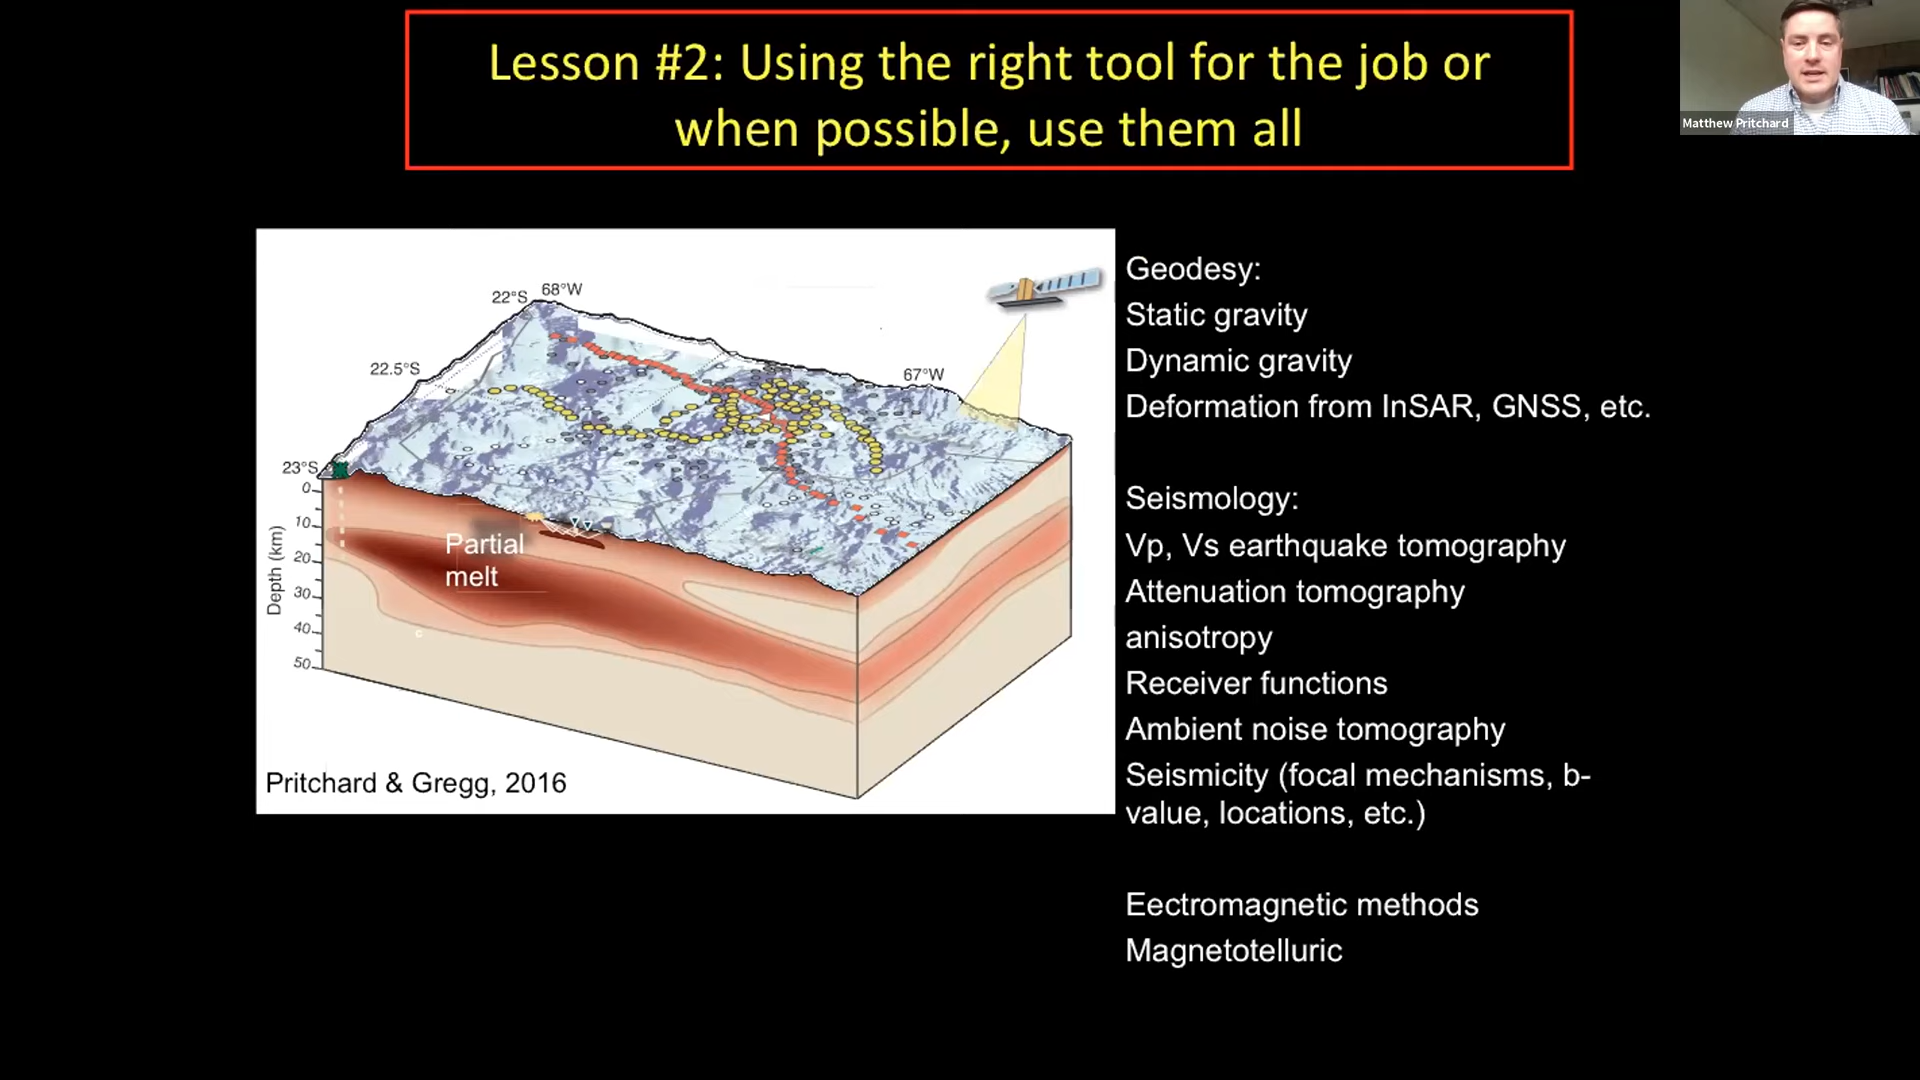 Lesson #2: Using the right tool for the job or
when possible, use them all
Matthew Pritchard
22°S
68°W
22.5°S
67°W
23°S
0
10
20
30
40
50
Depth (km)
Partial
melt
c
Pritchard & Gregg, 2016
Geodesy:
Static gravity
Dynamic gravity
Deformation from InSAR, GNSS, etc.
Seismology:
Vp, Vs earthquake tomography
Attenuation tomography
anisotropy
Receiver functions
Ambient noise tomography
Seismicity (focal mechanisms, b-
value, locations, etc.)
Eectromagnetic methods
Magnetotelluric